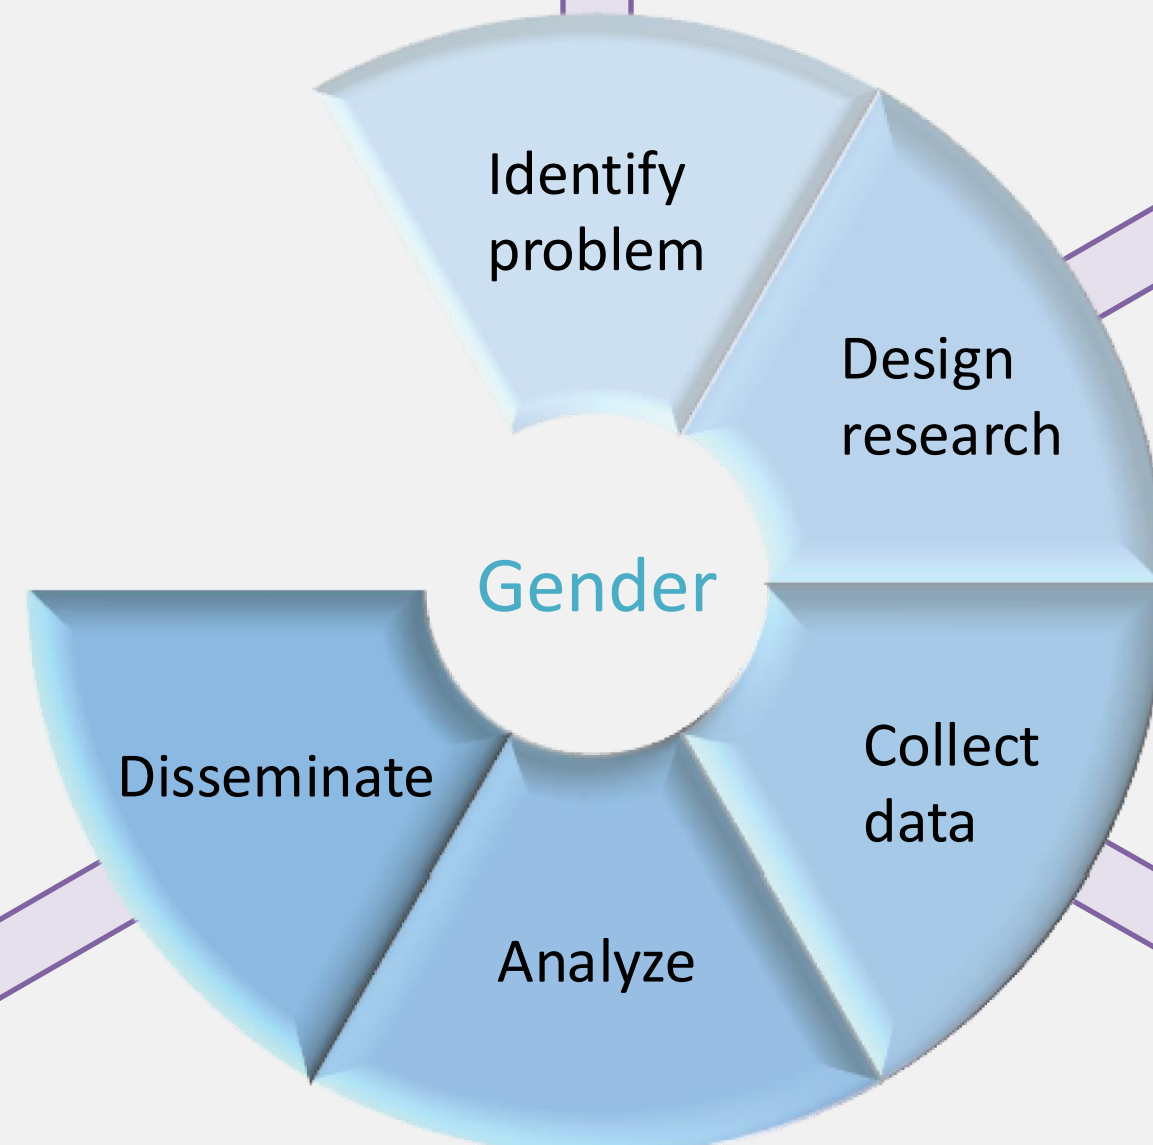 Identify
problem
Design
research
Gender
Collect
data
Disseminate
Analyze